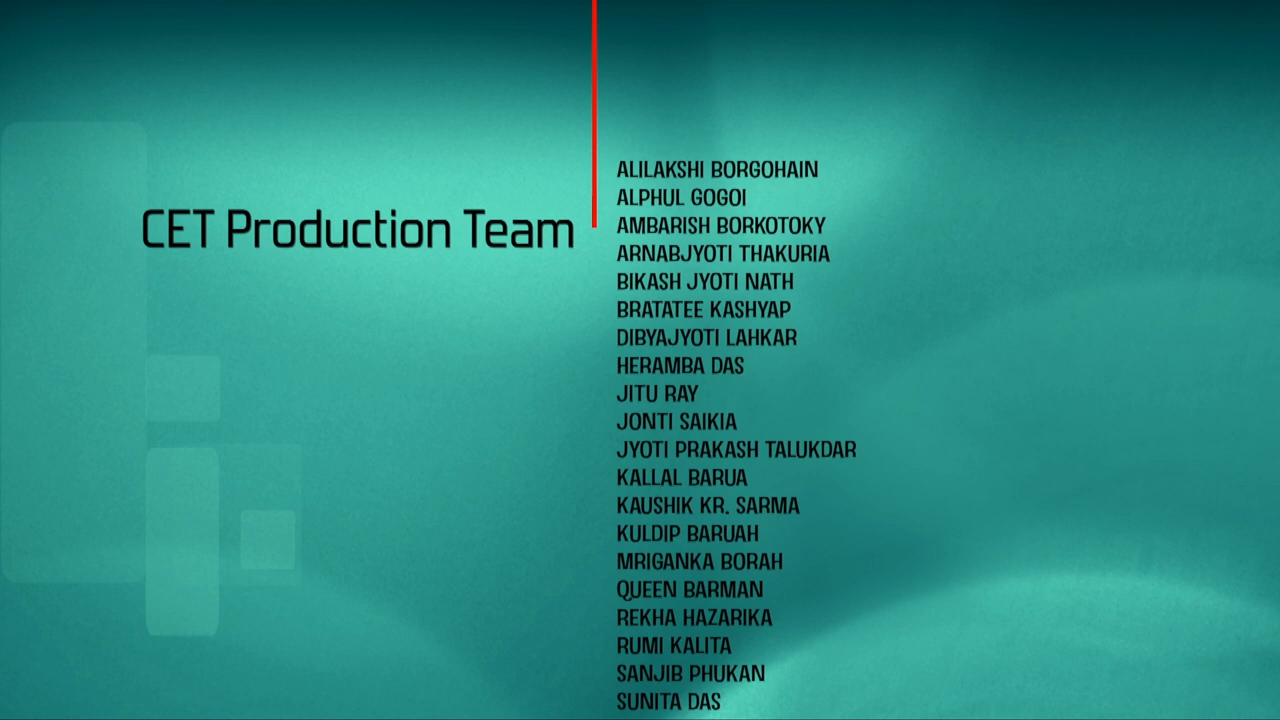 CET Production Team
ALILAKSHI BORGOHAIN
ALPHUL GOGOI
AMBARISH BORKOTOKY
ARNABJYOTI THAKURIA
BIKASH JYOTI NATH
BRATATEE KASHYAP
DIBYAJYOTI LAHKAR
HERAMBA DAS
JITU RAY
JONTI SAIKIA
JYOTI PRAKASH TALUKDAR
KALLAL BARUA
KAUSHIK KR. SARMA
KULDIP BARUAH
MRIGANKA BORAH
QUEEN BARMAN
REKHA HAZARIKA
RUMI KALITA
SANJIB PHUKAN
SUNITA DAS